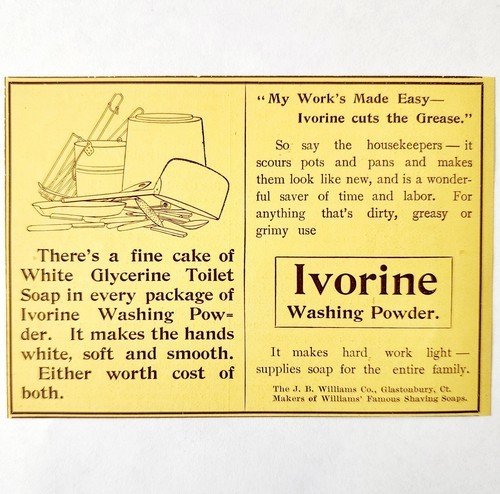 There's a fine cake of
White Glycerine Toilet
Soap in every package of
Ivorine Washing Pow=
der. It makes the hands
white, soft and smooth.
Either worth cost of
both.
"My Work's Made Easy—
Ivorine cuts the Grease."
So say the housekeepers — it
scours pots and pans and makes
them look like new, and is a wonder-
ful saver of time and labor. For
anything that's dirty, greasy or
grimy use
Ivorine
Washing Powder.
It makes hard work light —
supplies soap for the entire family.
The J. B. Williams Co., Glastonbury, Ct.
Makers of Williams' Famous Shaving Soaps.